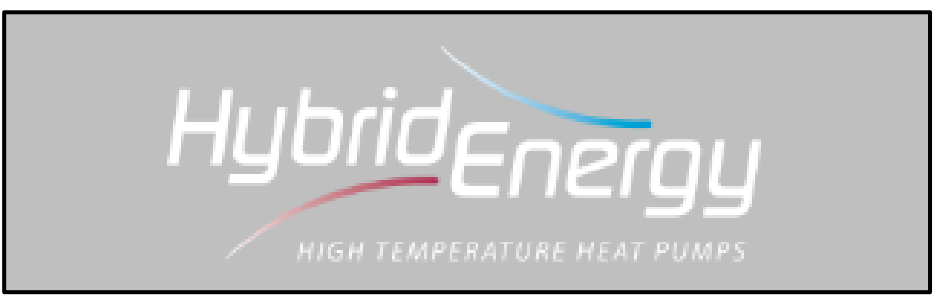 HybridEnergy
HIGH TEMPERATURE HEAT PUMPS